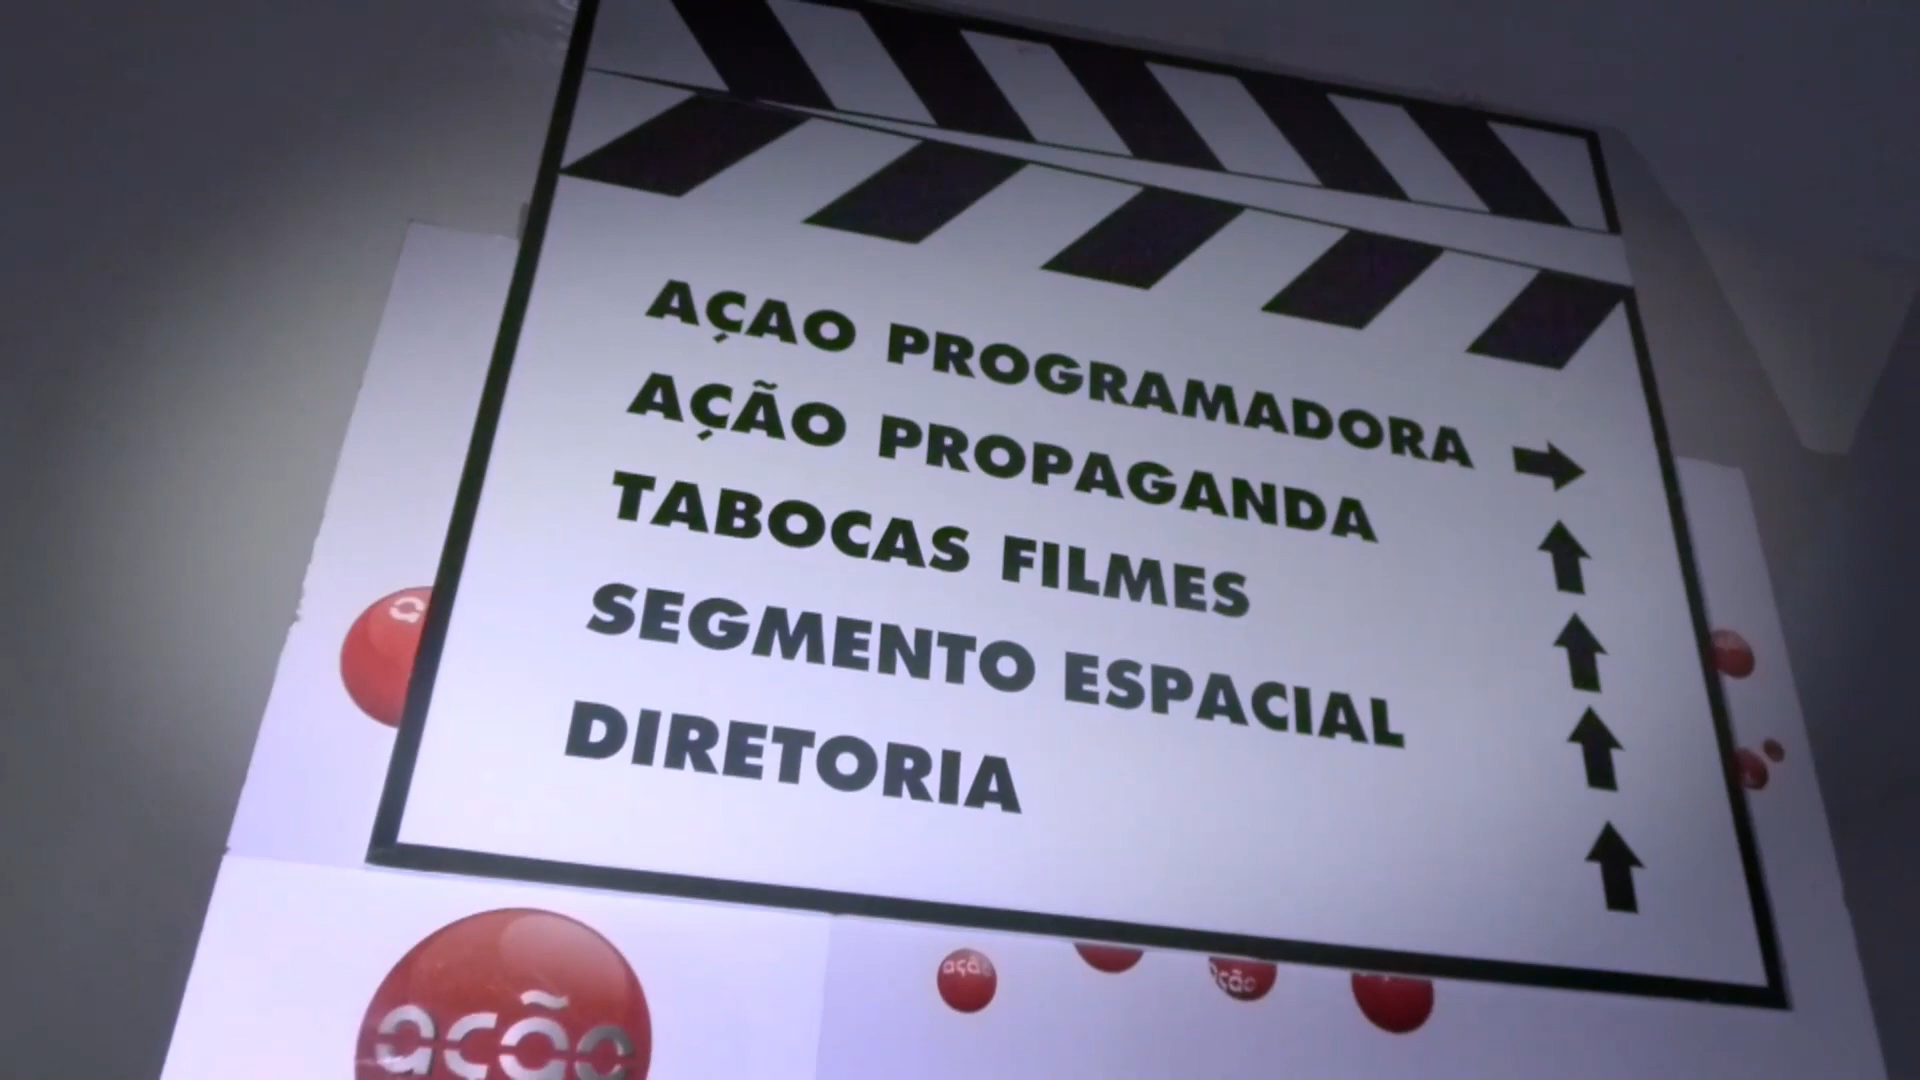 AÇAO PROGRAMADORA
AÇÃO PROPAGANDA
TABOCAS FILMES
SEGMENTO ESPACIAL
DIRETORIA
ação
ação
ação